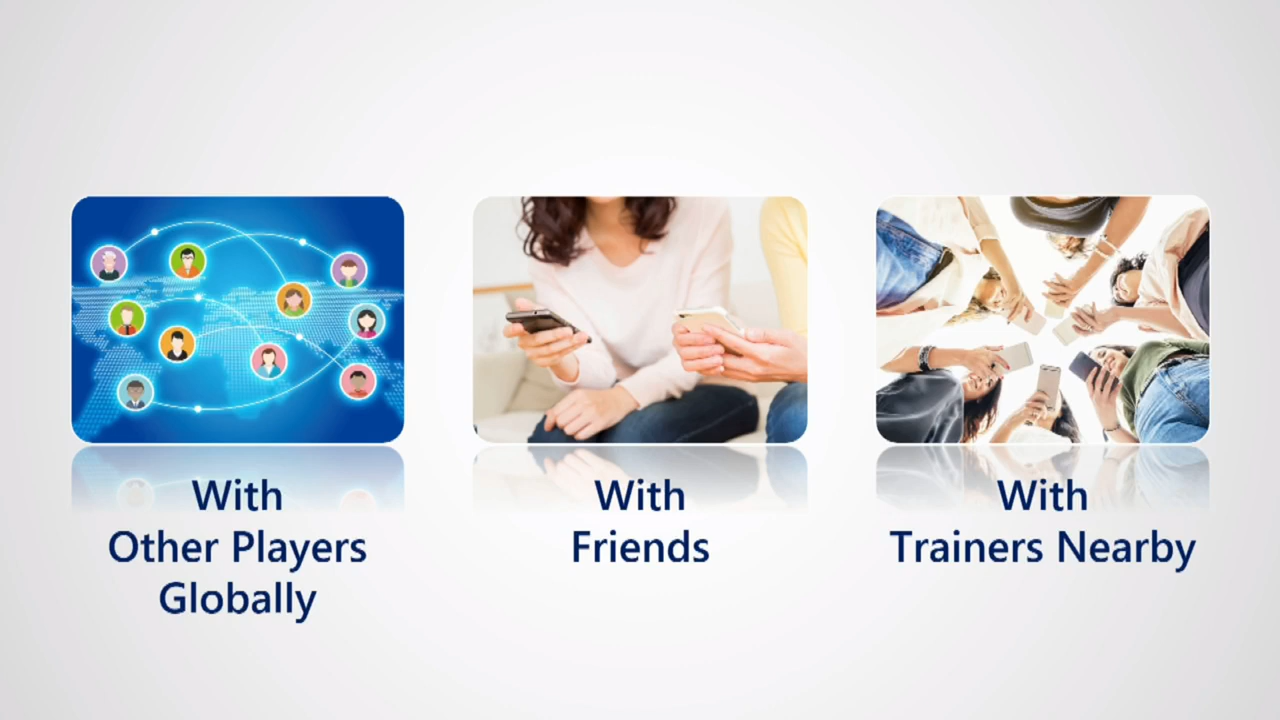 With
Other Players
Globally
With
Friends
With
Trainers Nearby